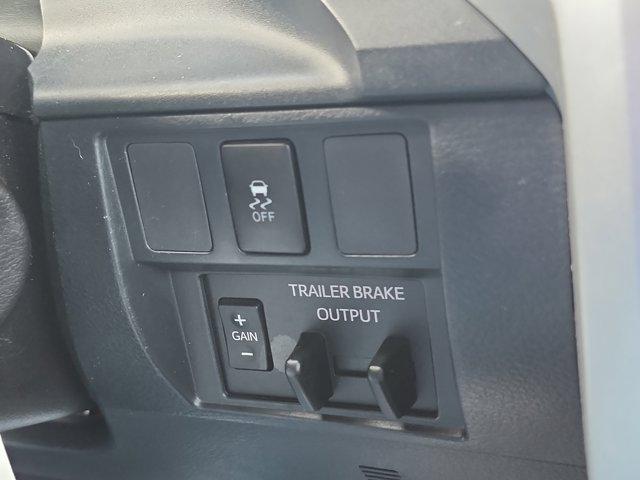 OFF
TRAILER BRAKE
OUTPUT
+
GAIN
-